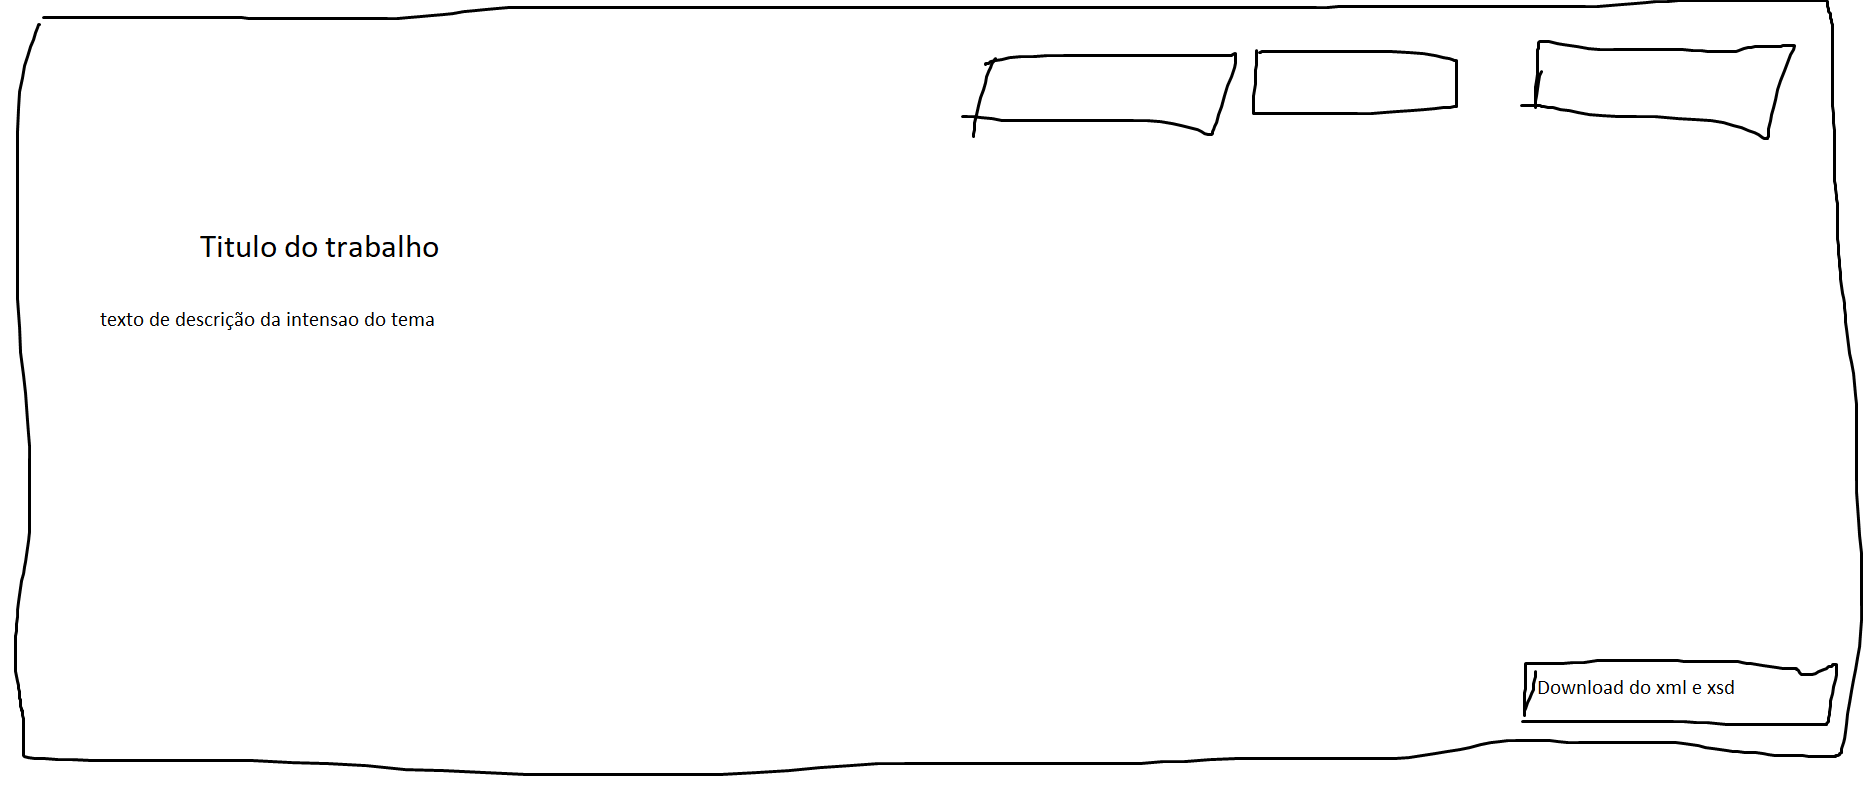 Titulo do trabalho
texto de descrição da intensao do tema
Download do xml e xsd